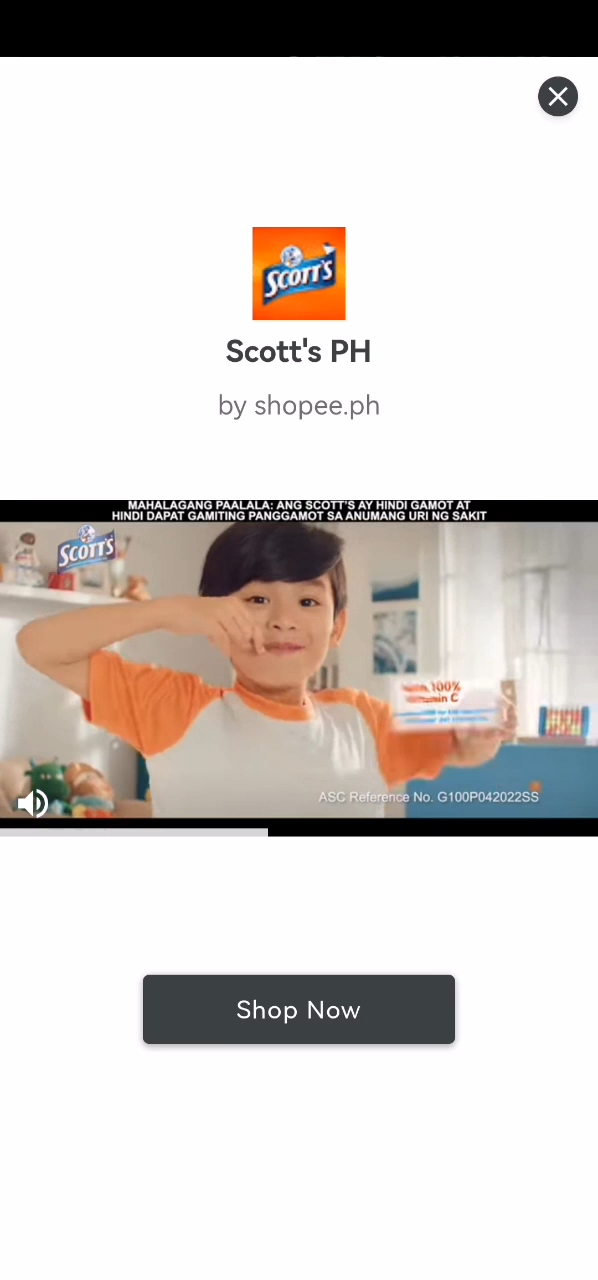 SCOTT'S
Scott's PH
by shopee.ph
MAHALAGANG PAALALA: ANG SCOTT'S AY HINDI GAMOT AT
HINDI DAPAT GAMITING PANGGAMOT SA ANUMANG URI NG SAKIT
SCOTT'S
100%
Vitamin C
ASC Reference No. G100P042022SS
Shop Now